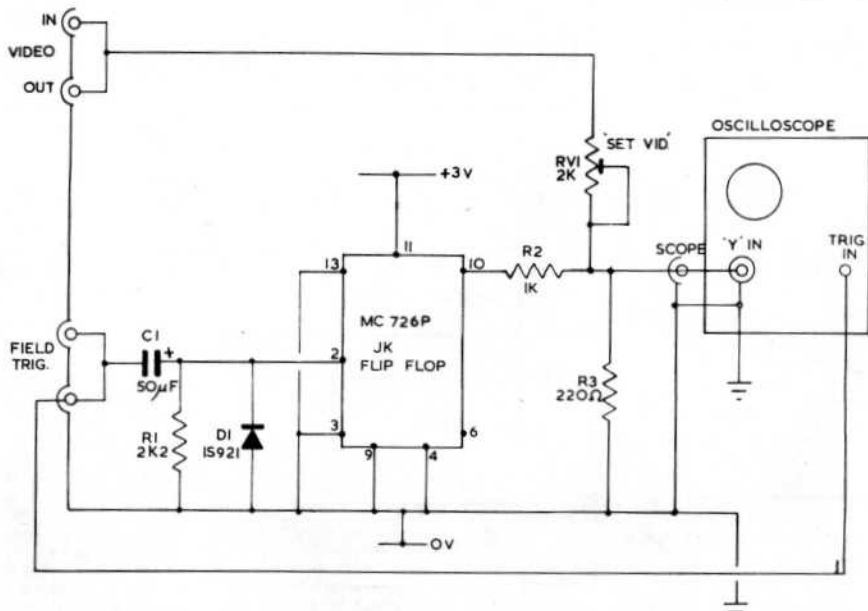 IN
VIDEO
OUT
'SET VID.'
RV1
2K
OSCILLOSCOPE
+3V
11
13
10
R2
1K
SCOPE
'Y' IN
TRIG
IN
MC 726P
JK
FLIP FLOP
FIELD
TRIG.
C1
+
50µF
2
R1
2K2
D1
IS921
3
6
9
4
R3
220Ω
0V